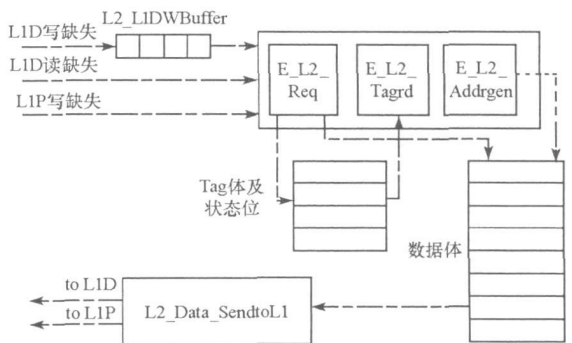 L2_L1DWBuffer
L1D写缺失
L1D读缺失
L1P写缺失
E_L2_
Req
E_L2_
Tagrd
E_L2_
Addrgen
Tag体及
状态位
数据体
to L1D
to L1P
L2_Data_SendtoL1